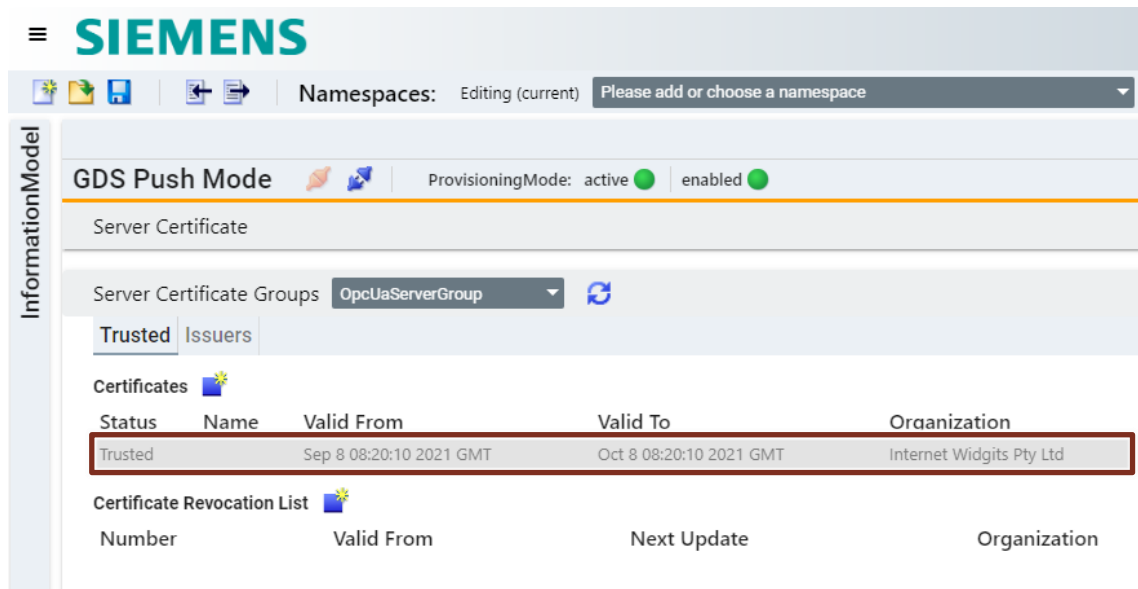 SIEMENS
Namespaces: Editing (current) Please add or choose a namespace
InformationModel
GDS Push Mode ProvisioningMode: active enabled
Server Certificate
Server Certificate Groups OpcUaServerGroup
Trusted Issuers
Certificates
Status Name Valid From Valid To Organization
Trusted Sep 8 08:20:10 2021 GMT Oct 8 08:20:10 2021 GMT Internet Widgits Pty Ltd
Certificate Revocation List
Number Valid From Next Update Organization